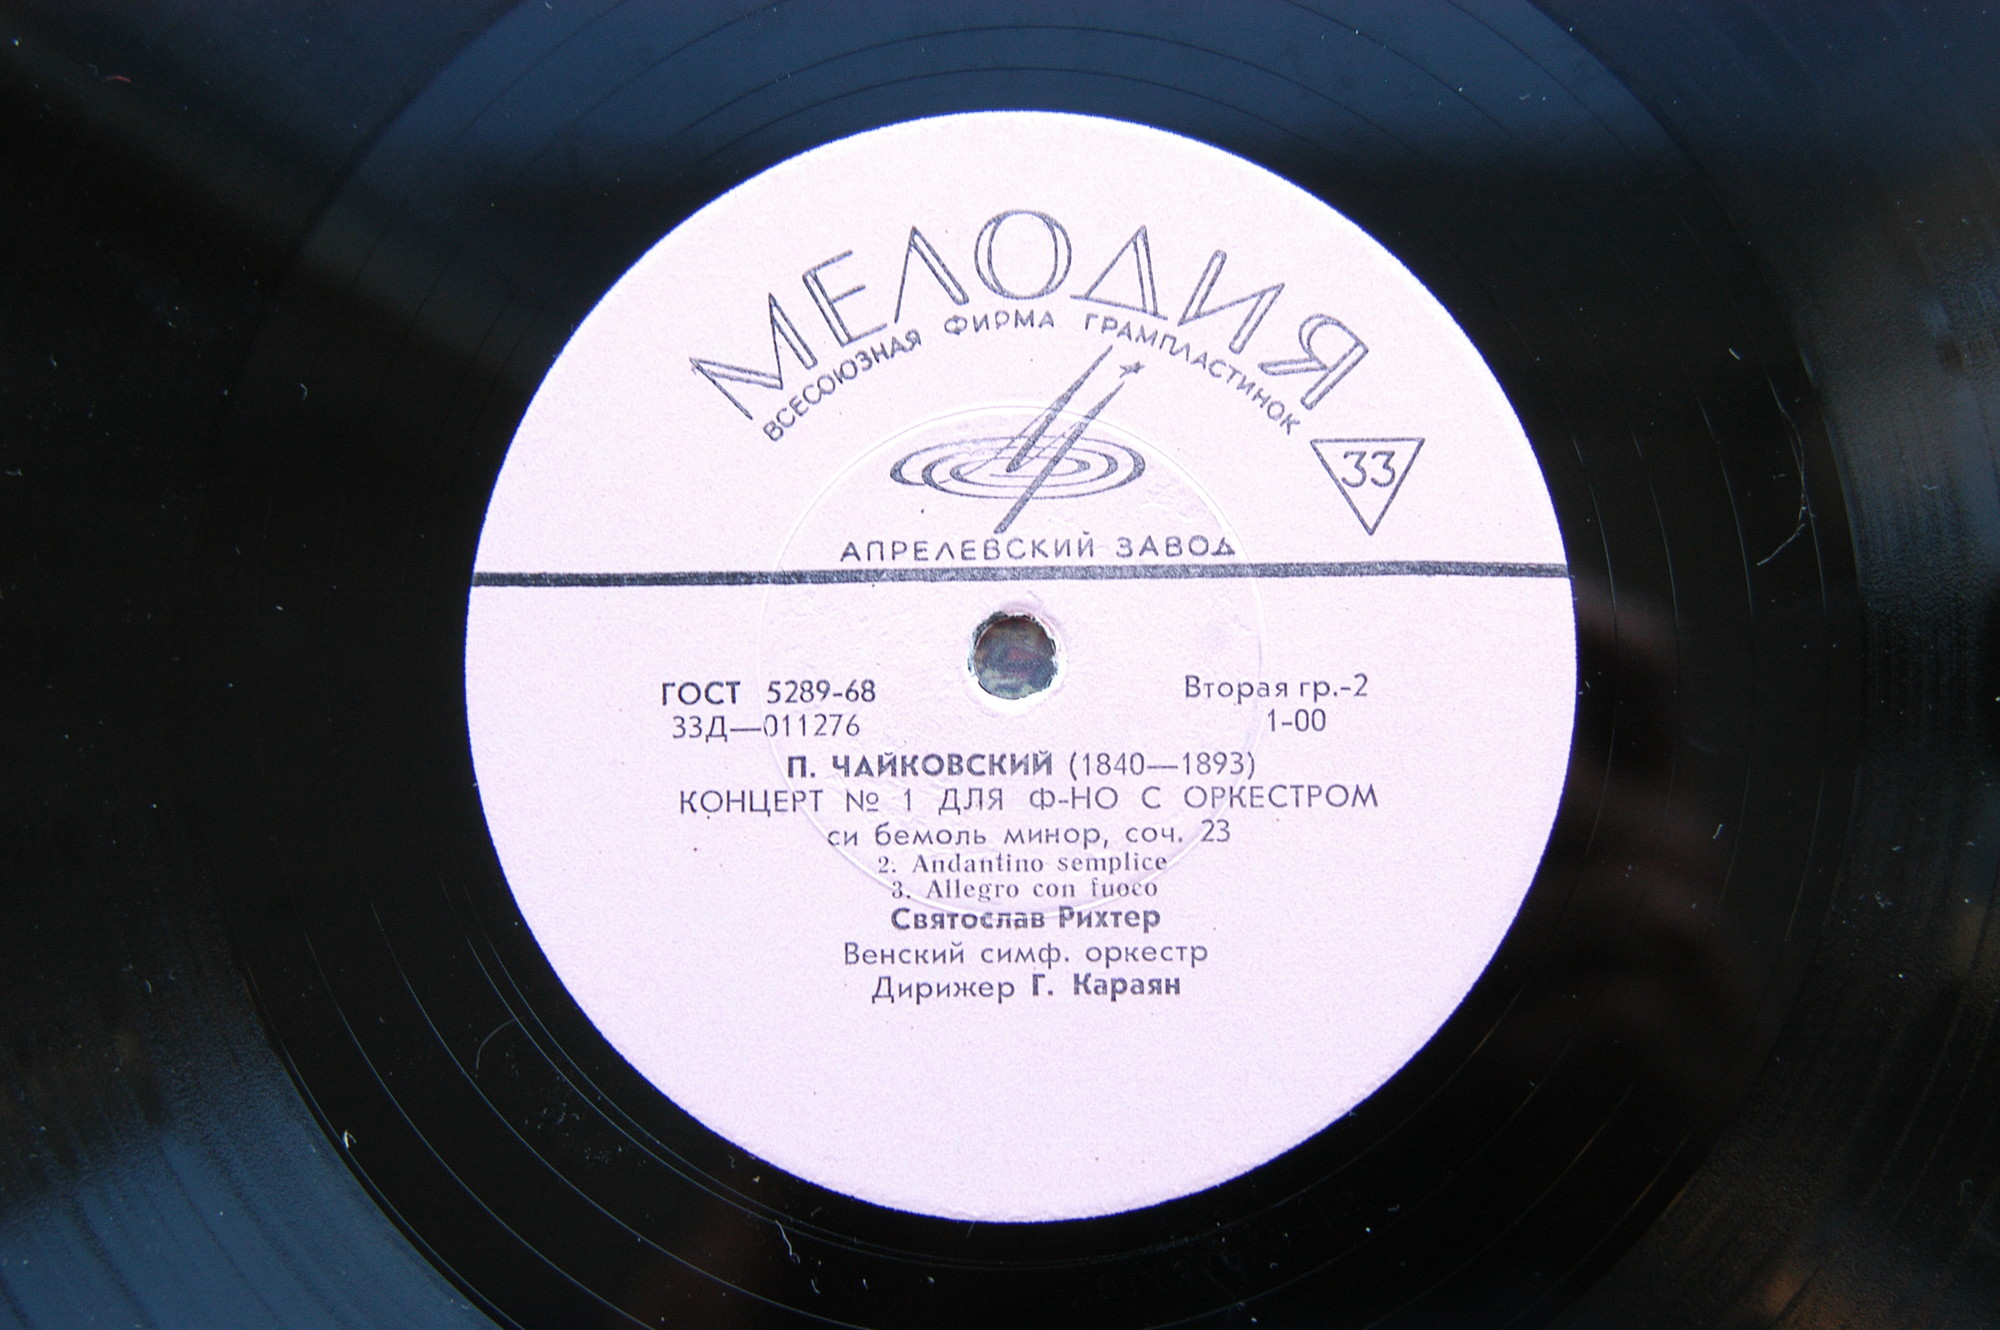 МЕЛОДИЯ
ВСЕСОЮЗНАЯ ФИРМА ГРАМПЛАСТИНОК
33
АПРЕЛЕВСКИЙ ЗАВОД
ГОСТ 5289-68
Вторая гр.-2
33Д—011276
1-00
П. ЧАЙКОВСКИЙ (1840—1893)
КОНЦЕРТ № 1 ДЛЯ Ф-НО С ОРКЕСТРОМ
си бемоль минор, соч. 23
2. Andantino semplice
3. Allegro con fuoco
Святослав Рихтер
Венский симф. оркестр
Дирижер Г. Караян